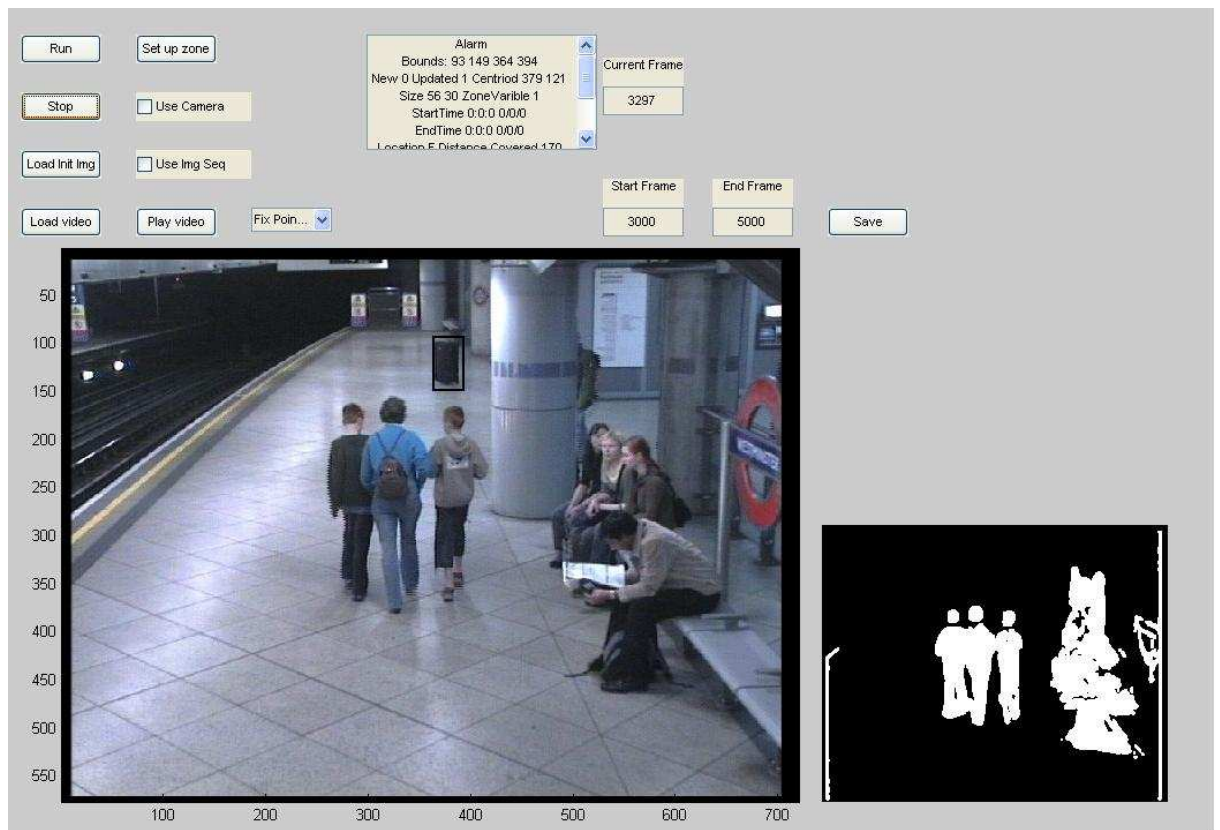 Run
Set up zone
Alarm
Bounds: 93 149 364 394
New 0 Updated 1 Centriod 379 121
Size 56 30 ZoneVarible 1
StartTime 0:0:0 0/0/0
EndTime 0:0:0 0/0/0
Location F Distance Covered 170
Current Frame
3297
Stop
Use Camera
Load Init Img
Use Img Seq
Start Frame
End Frame
Load video
Play video
Fix Poin...
3000
5000
Save
50
100
150
200
250
300
350
400
450
500
550
100
200
300
400
500
600
700